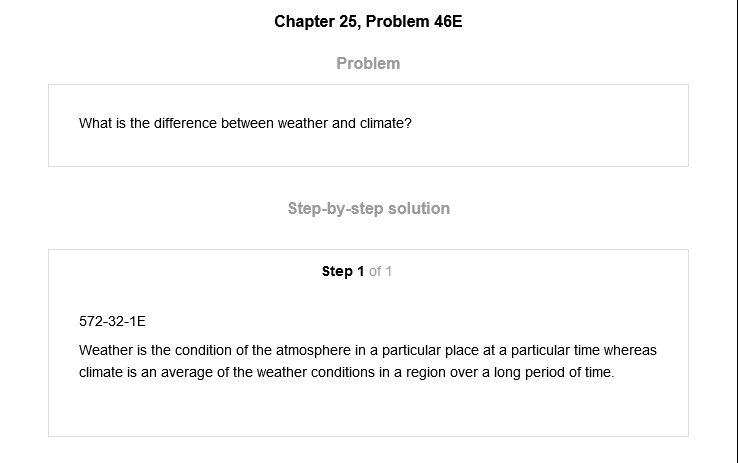 Chapter 25, Problem 46E
Problem
What is the difference between weather and climate?
Step-by-step solution
Step 1 of 1
572-32-1E
Weather is the condition of the atmosphere in a particular place at a particular time whereas
climate is an average of the weather conditions in a region over a long period of time.